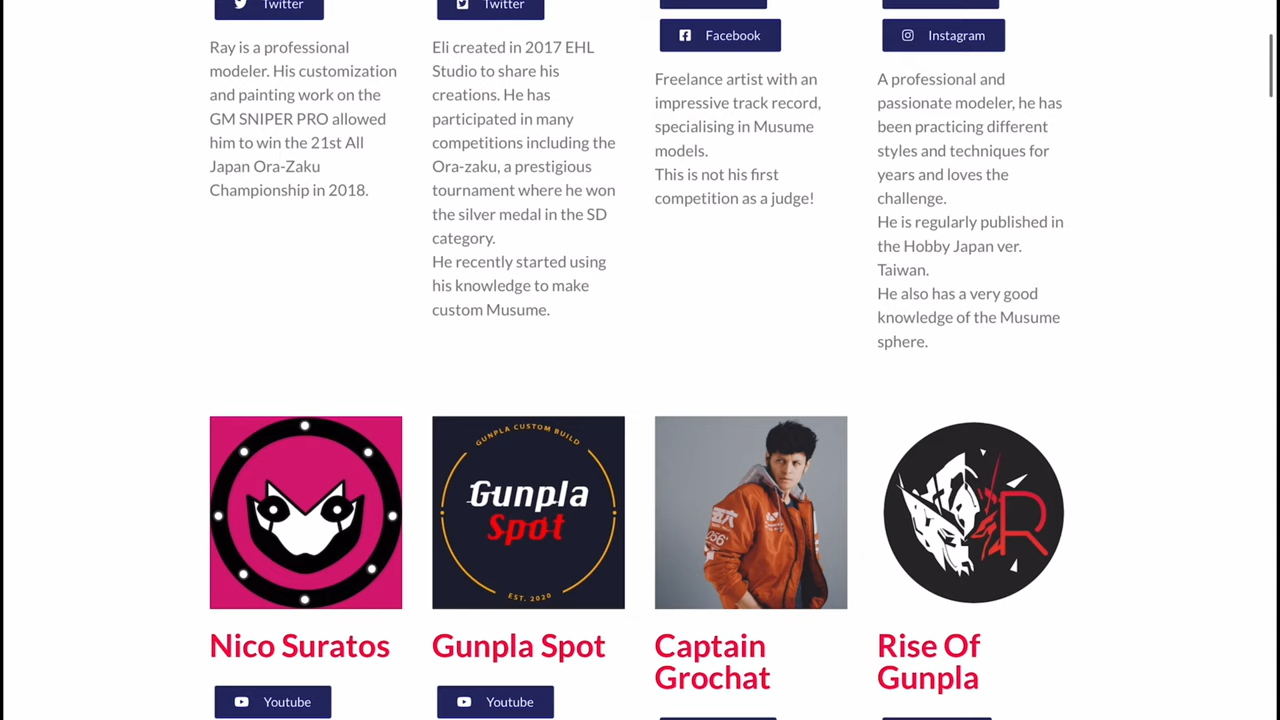 Twitter
Ray is a professional
modeler. His customization
and painting work on the
GM SNIPER PRO allowed
him to win the 21st All
Japan Ora-Zaku
Championship in 2018.
Twitter
Eli created in 2017 EHL
Studio to share his
creations. He has
participated in many
competitions including the
Ora-zaku, a prestigious
tournament where he won
the silver medal in the SD
category.
He recently started using
his knowledge to make
custom Musume.
Facebook
Freelance artist with an
impressive track record,
specialising in Musume
models.
This is not his first
competition as a judge!
Instagram
A professional and
passionate modeler, he has
been practicing different
styles and techniques for
years and loves the
challenge.
He is regularly published in
the Hobby Japan ver.
Taiwan.
He also has a very good
knowledge of the Musume
sphere.
Nico Suratos
Youtube
GUNPLA CUSTOM BUILD
Gunpla
Spot
EST. 2020
Gunpla Spot
Youtube
Captain
Grochat
R
Rise Of
Gunpla